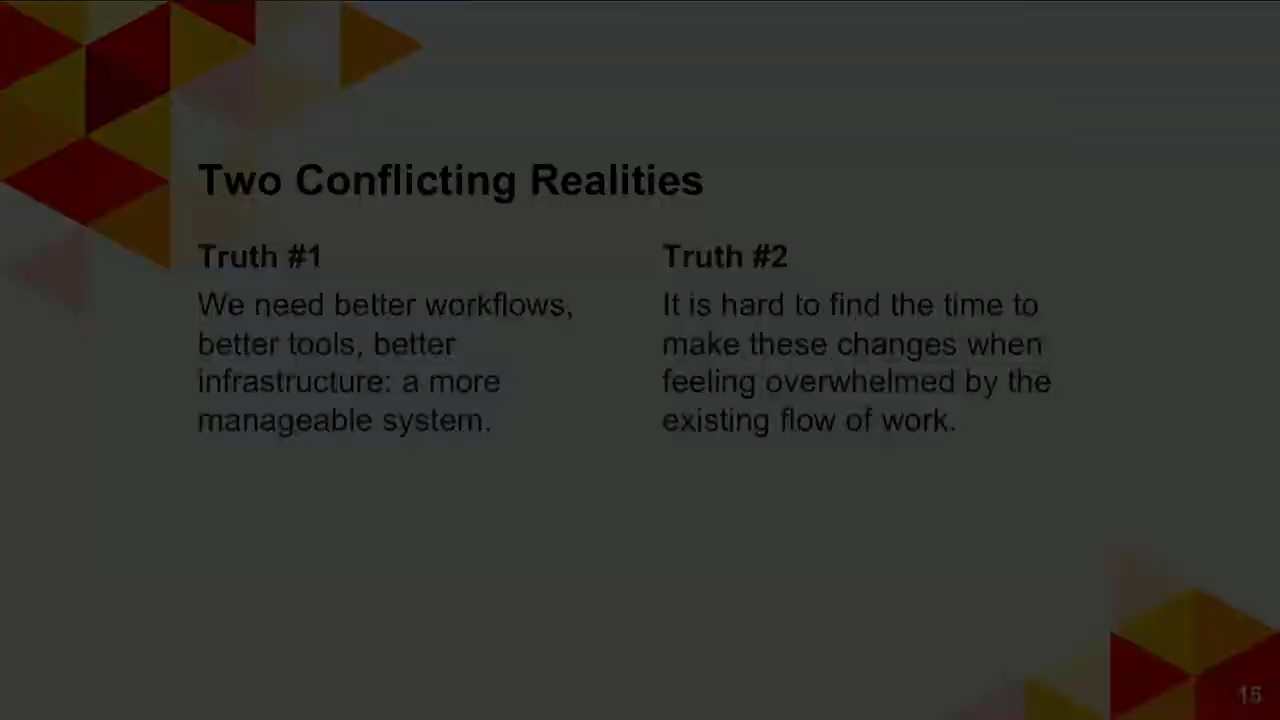 Two Conflicting Realities
Truth #1
We need better workflows,
better tools, better
infrastructure: a more
manageable system.
Truth #2
It is hard to find the time to
make these changes when
feeling overwhelmed by the
existing flow of work.
15